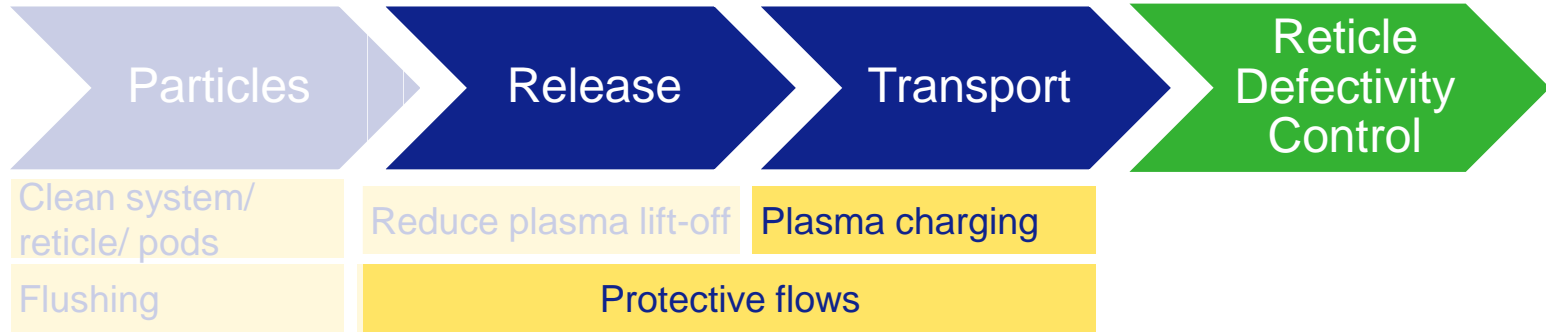 Particles
Release
Transport
Reticle
Defectivity
Control
Clean system/
reticle/ pods
Reduce plasma lift-off
Plasma charging
Flushing
Protective flows